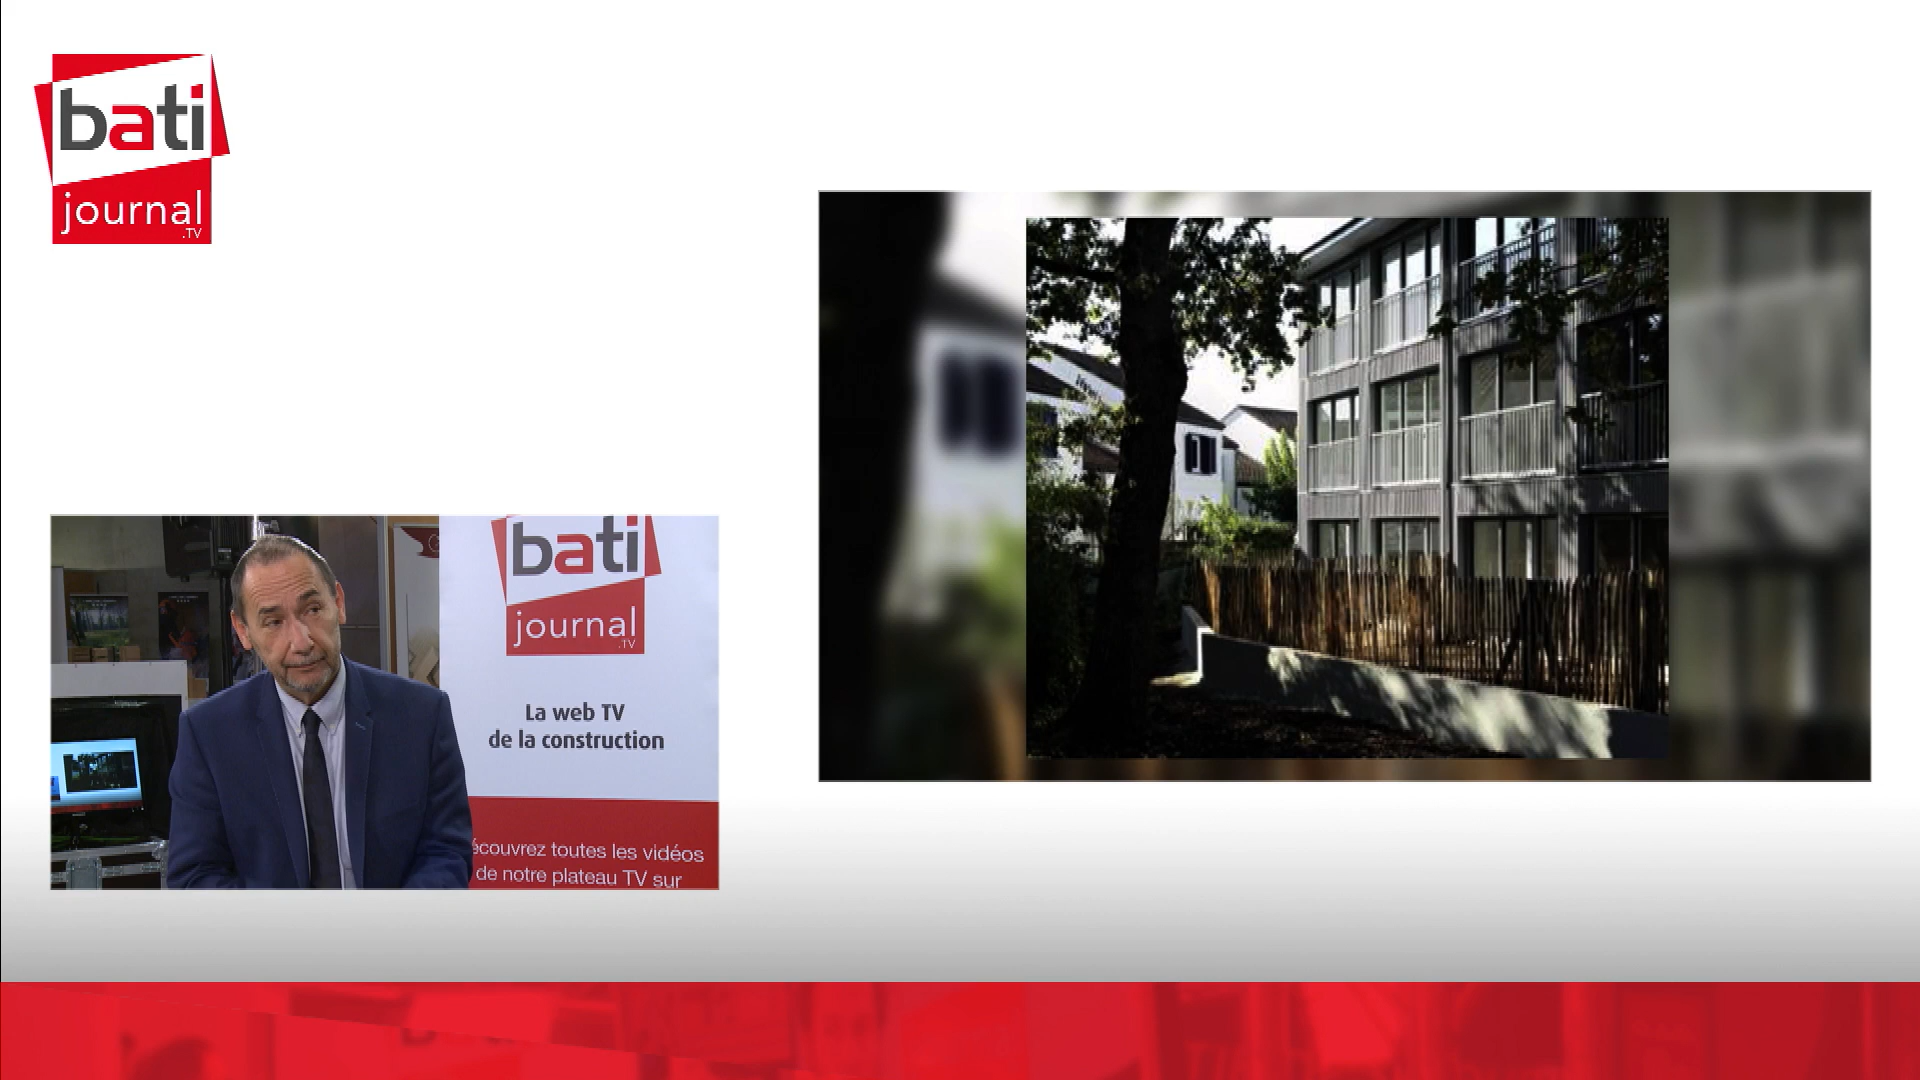 bati
journal
.TV
bati
journal
.TV
La web TV
de la construction
écouvrez toutes les vidéos
de notre plateau TV sur